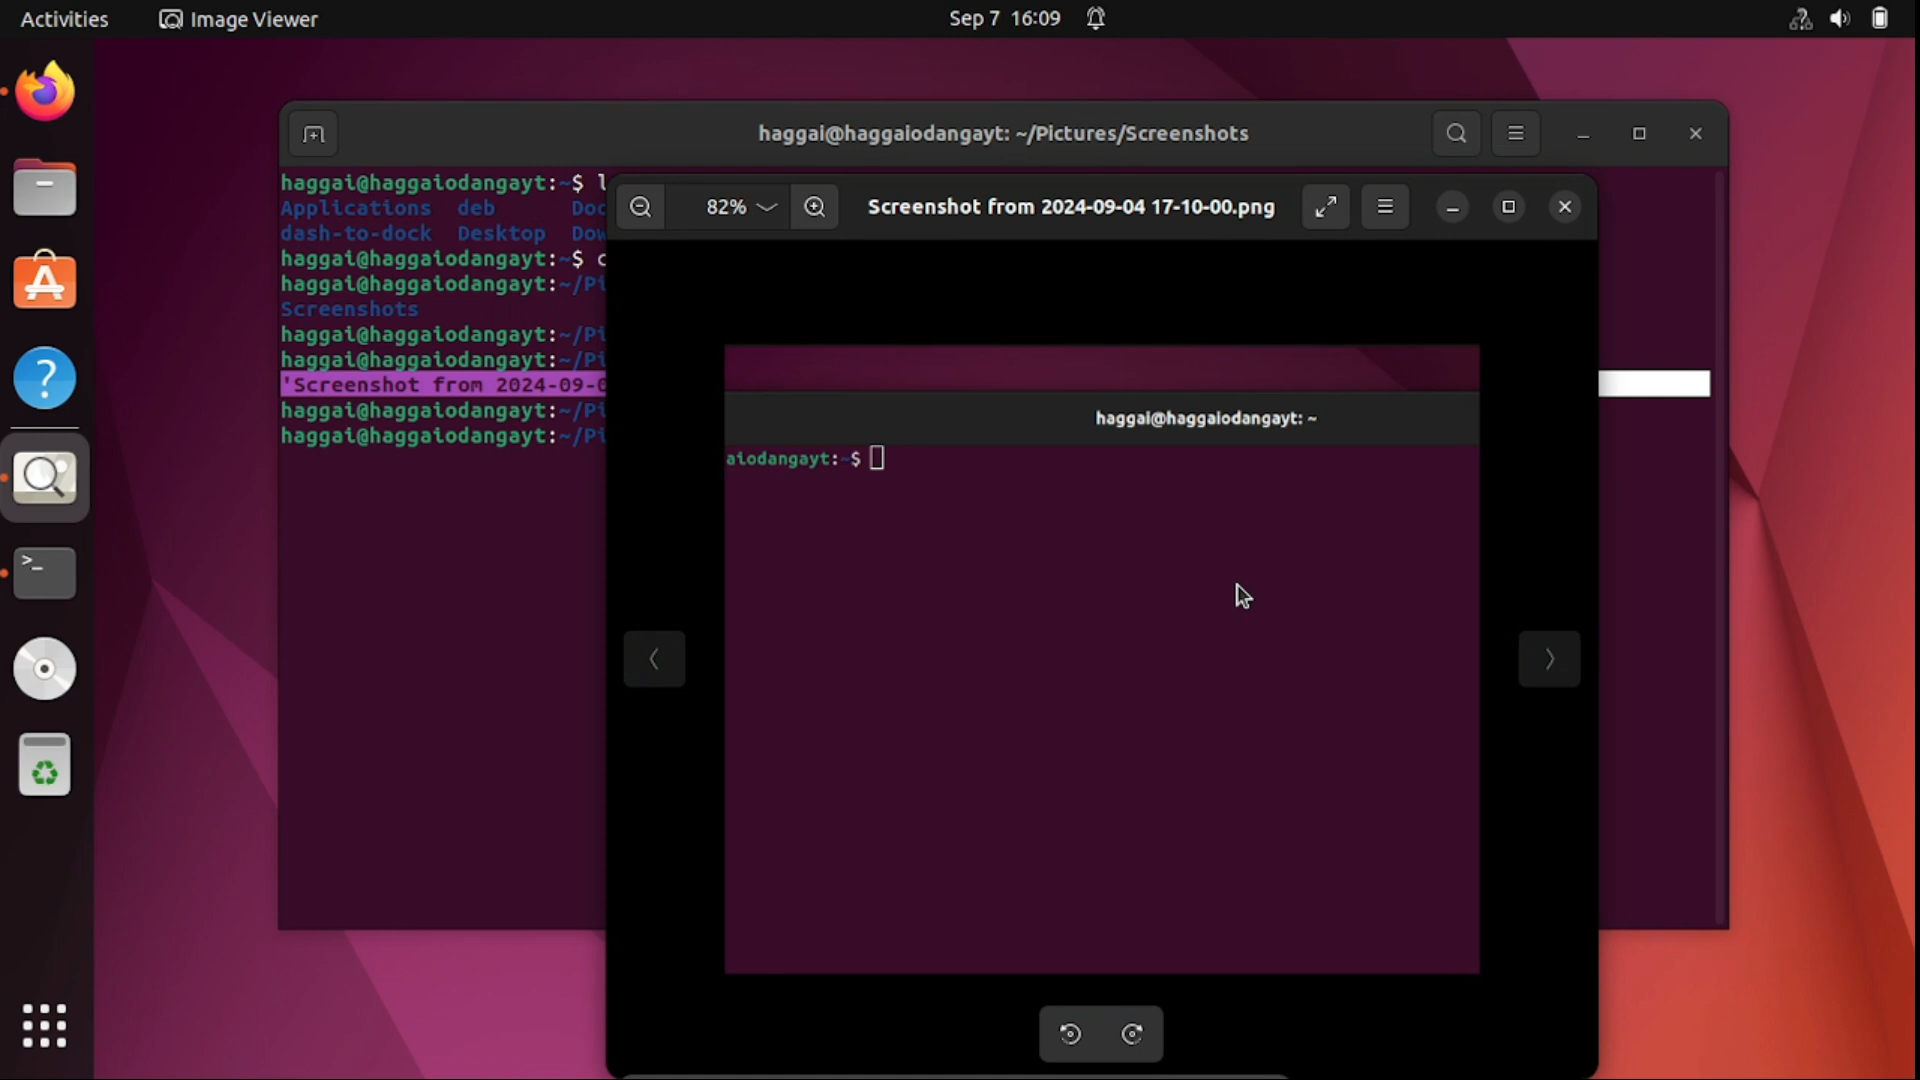 Activities Image Viewer Sep 7 16:09
haggai@haggaiodangayt: ~/Pictures/Screenshots
haggai@haggaiodangayt:~$ l
Applications deb Doc
dash-to-dock Desktop Dow
haggai@haggaiodangayt:~$ c
haggai@haggaiodangayt:~/Pi
Screenshots
haggai@haggaiodangayt:~/Pi
haggai@haggaiodangayt:~/Pi
'Screenshot from 2024-09-0
haggai@haggaiodangayt:~/Pi
haggai@haggaiodangayt:~/Pi
82% Screenshot from 2024-09-04 17-10-00.png
haggai@haggaiodangayt: ~
aiodangayt:~$